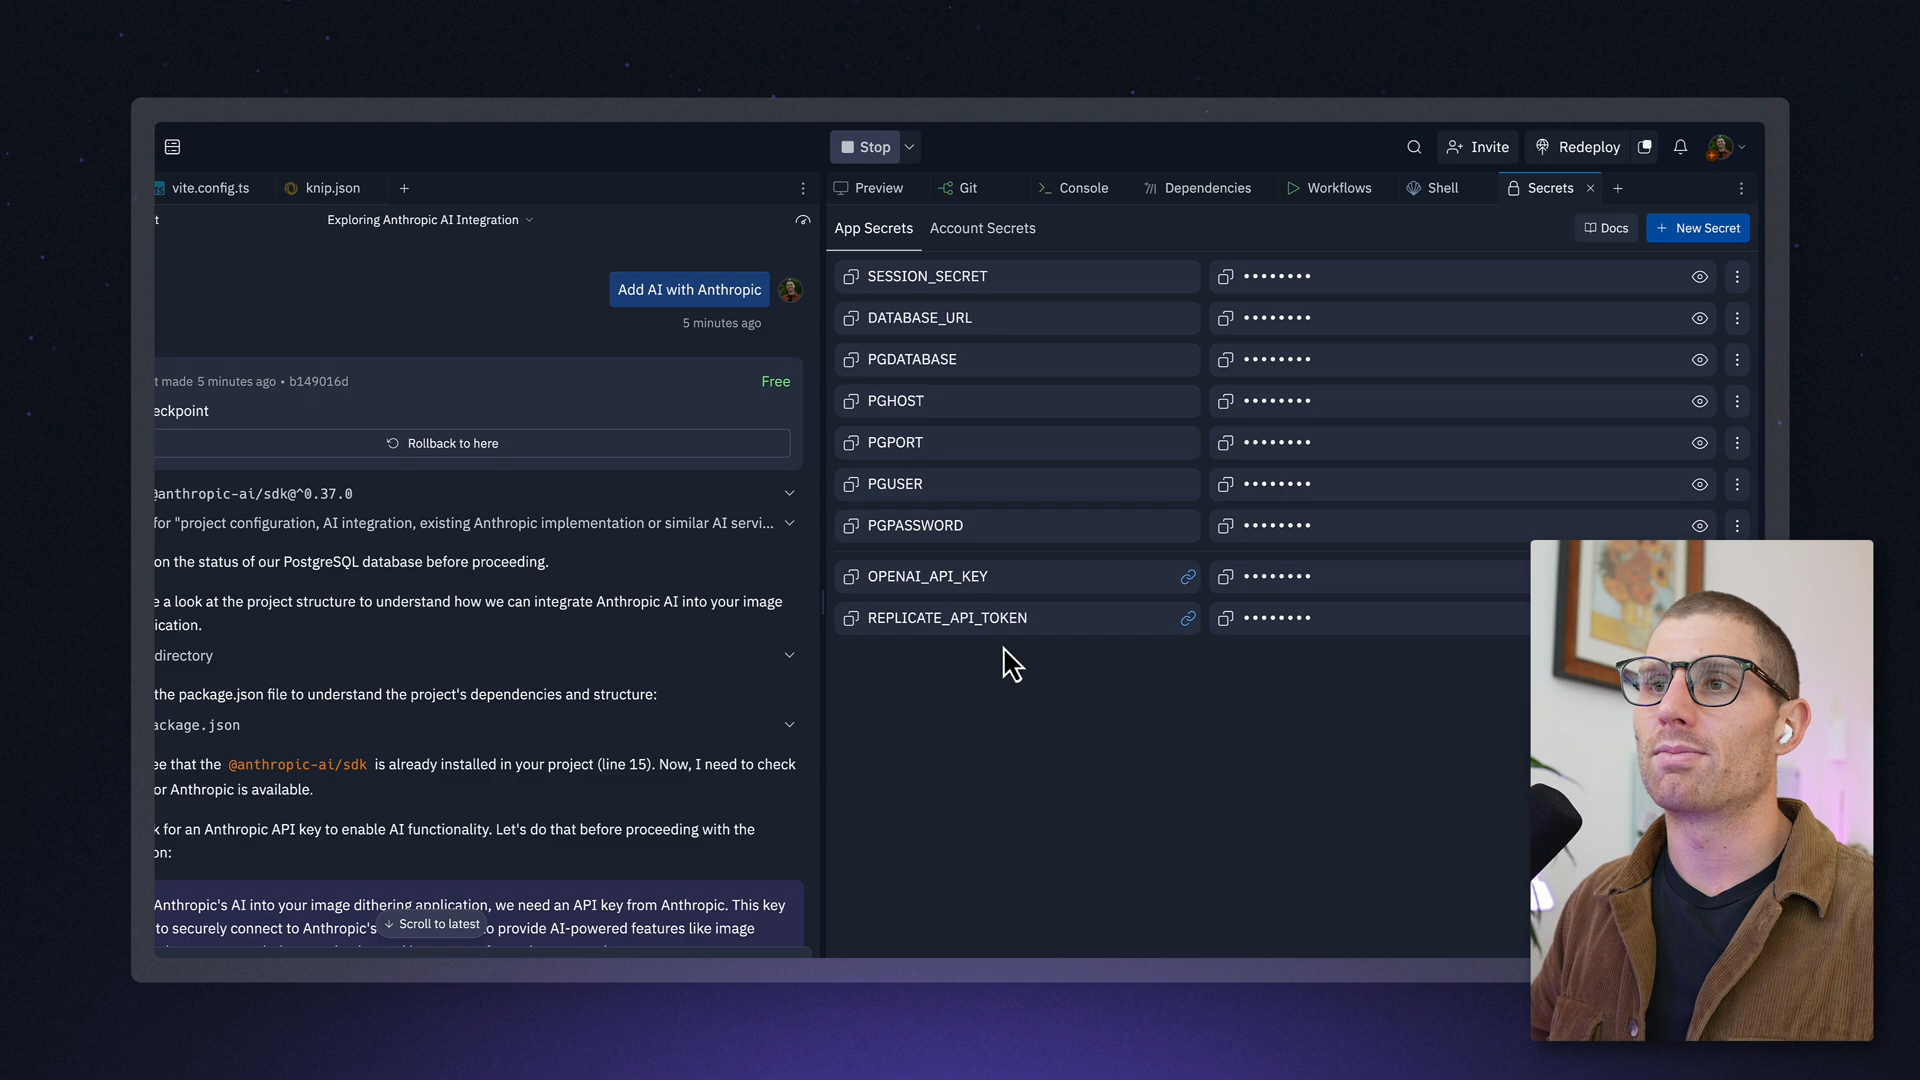 Stop
Invite
Redeploy
vite.config.ts
knip.json
Preview
Git
Console
Dependencies
Workflows
Shell
Secrets
t
Exploring Anthropic AI Integration
App Secrets
Account Secrets
Docs
New Secret
Add AI with Anthropic
5 minutes ago
t made 5 minutes ago • b149016d
Free
eckpoint
Rollback to here
@anthropic-ai/sdk@^0.37.0
for "project configuration, AI integration, existing Anthropic implementation or similar AI servi...
on the status of our PostgreSQL database before proceeding.
e a look at the project structure to understand how we can integrate Anthropic AI into your image
ication.
directory
the package.json file to understand the project's dependencies and structure:
ackage.json
ee that the @anthropic-ai/sdk is already installed in your project (line 15). Now, I need to check
or Anthropic is available.
k for an Anthropic API key to enable AI functionality. Let's do that before proceeding with the
on:
Anthropic's AI into your image dithering application, we need an API key from Anthropic. This key
to securely connect to Anthropic's
o provide AI-powered features like image
Scroll to latest
SESSION_SECRET ••••••••
DATABASE_URL ••••••••
PGDATABASE ••••••••
PGHOST ••••••••
PGPORT ••••••••
PGUSER ••••••••
PGPASSWORD ••••••••
OPENAI_API_KEY ••••••••
REPLICATE_API_TOKEN ••••••••